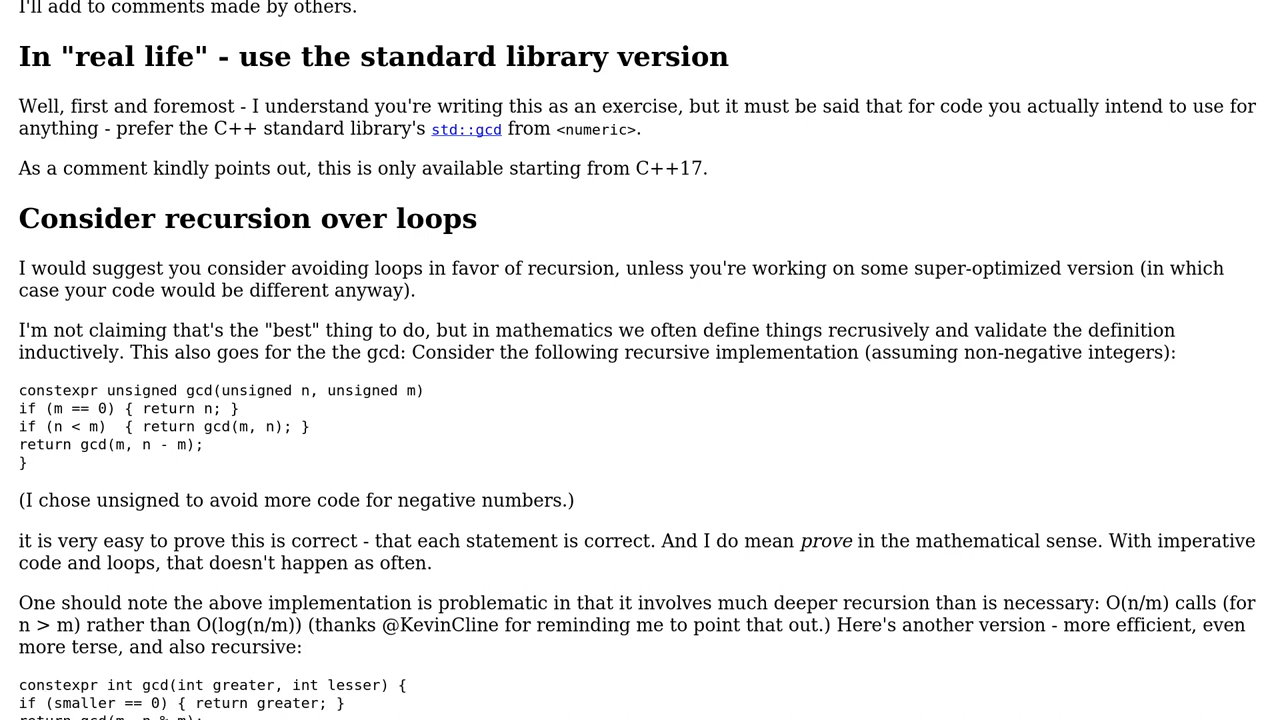 I'll add to comments made by others.
In "real life" - use the standard library version
Well, first and foremost - I understand you're writing this as an exercise, but it must be said that for code you actually intend to use for
anything - prefer the C++ standard library's std::gcd from <numeric>.
As a comment kindly points out, this is only available starting from C++17.
Consider recursion over loops
I would suggest you consider avoiding loops in favor of recursion, unless you're working on some super-optimized version (in which
case your code would be different anyway).
I'm not claiming that's the "best" thing to do, but in mathematics we often define things recrusively and validate the definition
inductively. This also goes for the the gcd: Consider the following recursive implementation (assuming non-negative integers):
constexpr unsigned gcd(unsigned n, unsigned m)
if (m == 0) { return n; }
if (n < m)  { return gcd(m, n); }
return gcd(m, n - m);
}
(I chose unsigned to avoid more code for negative numbers.)
it is very easy to prove this is correct - that each statement is correct. And I do mean prove in the mathematical sense. With imperative
code and loops, that doesn't happen as often.
One should note the above implementation is problematic in that it involves much deeper recursion than is necessary: O(n/m) calls (for
n > m) rather than O(log(n/m)) (thanks @KevinCline for reminding me to point that out.) Here's another version - more efficient, even
more terse, and also recursive:
constexpr int gcd(int greater, int lesser) {
if (smaller == 0) { return greater; }
return gcd(m, n % m);